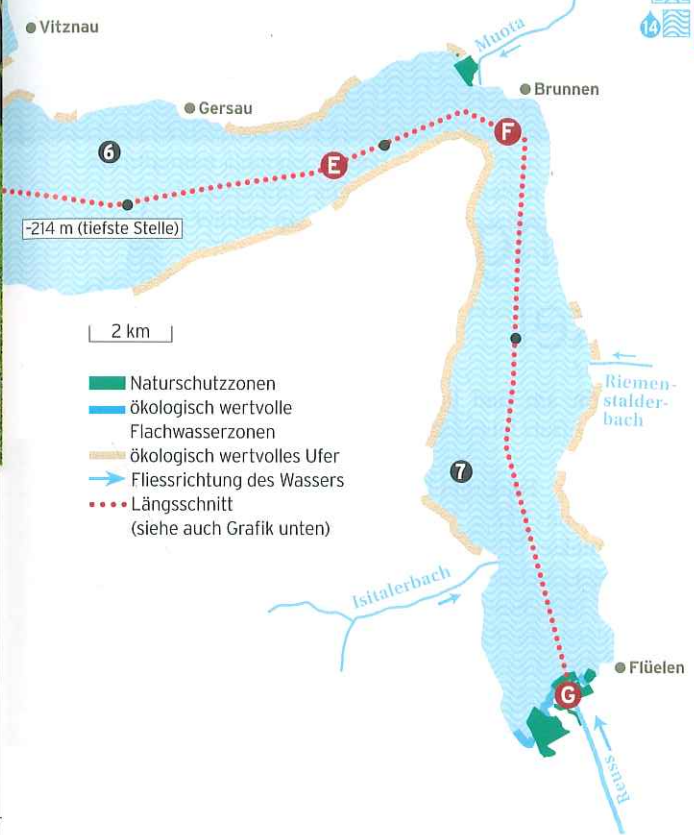 Vitznau
Muota
14
Brunnen
Gersau
6
F
E
-214 m (tiefste Stelle)
2 km
Naturschutzzonen
ökologisch wertvolle
Flachwasserzonen
ökologisch wertvolles Ufer
Fliessrichtung des Wassers
Längsschnitt
(siehe auch Grafik unten)
Riemen-
stalder-
bach
7
Isitalerbach
Flüelen
G
Reuss